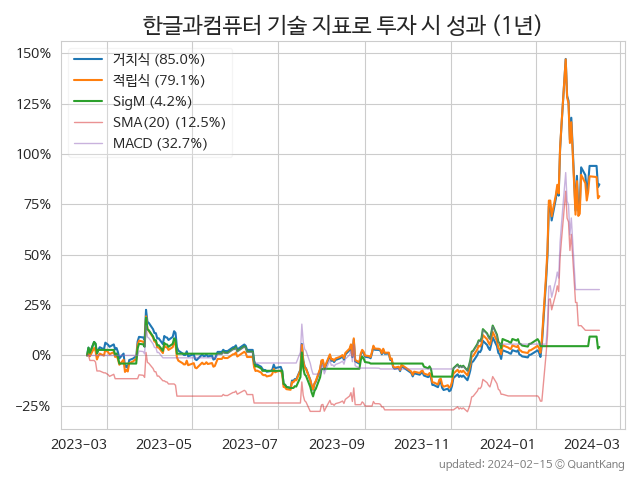 한글과컴퓨터 기술 지표로 투자 시 성과 (1년)
150%
125%
100%
75%
50%
25%
0%
−25%
거치식 (85.0%)
적립식 (79.1%)
SigM (4.2%)
SMA(20) (12.5%)
MACD (32.7%)
2023-03 2023-05 2023-07 2023-09 2023-11 2024-01 2024-03
updated: 2024-02-15 ⓒ QuantKang